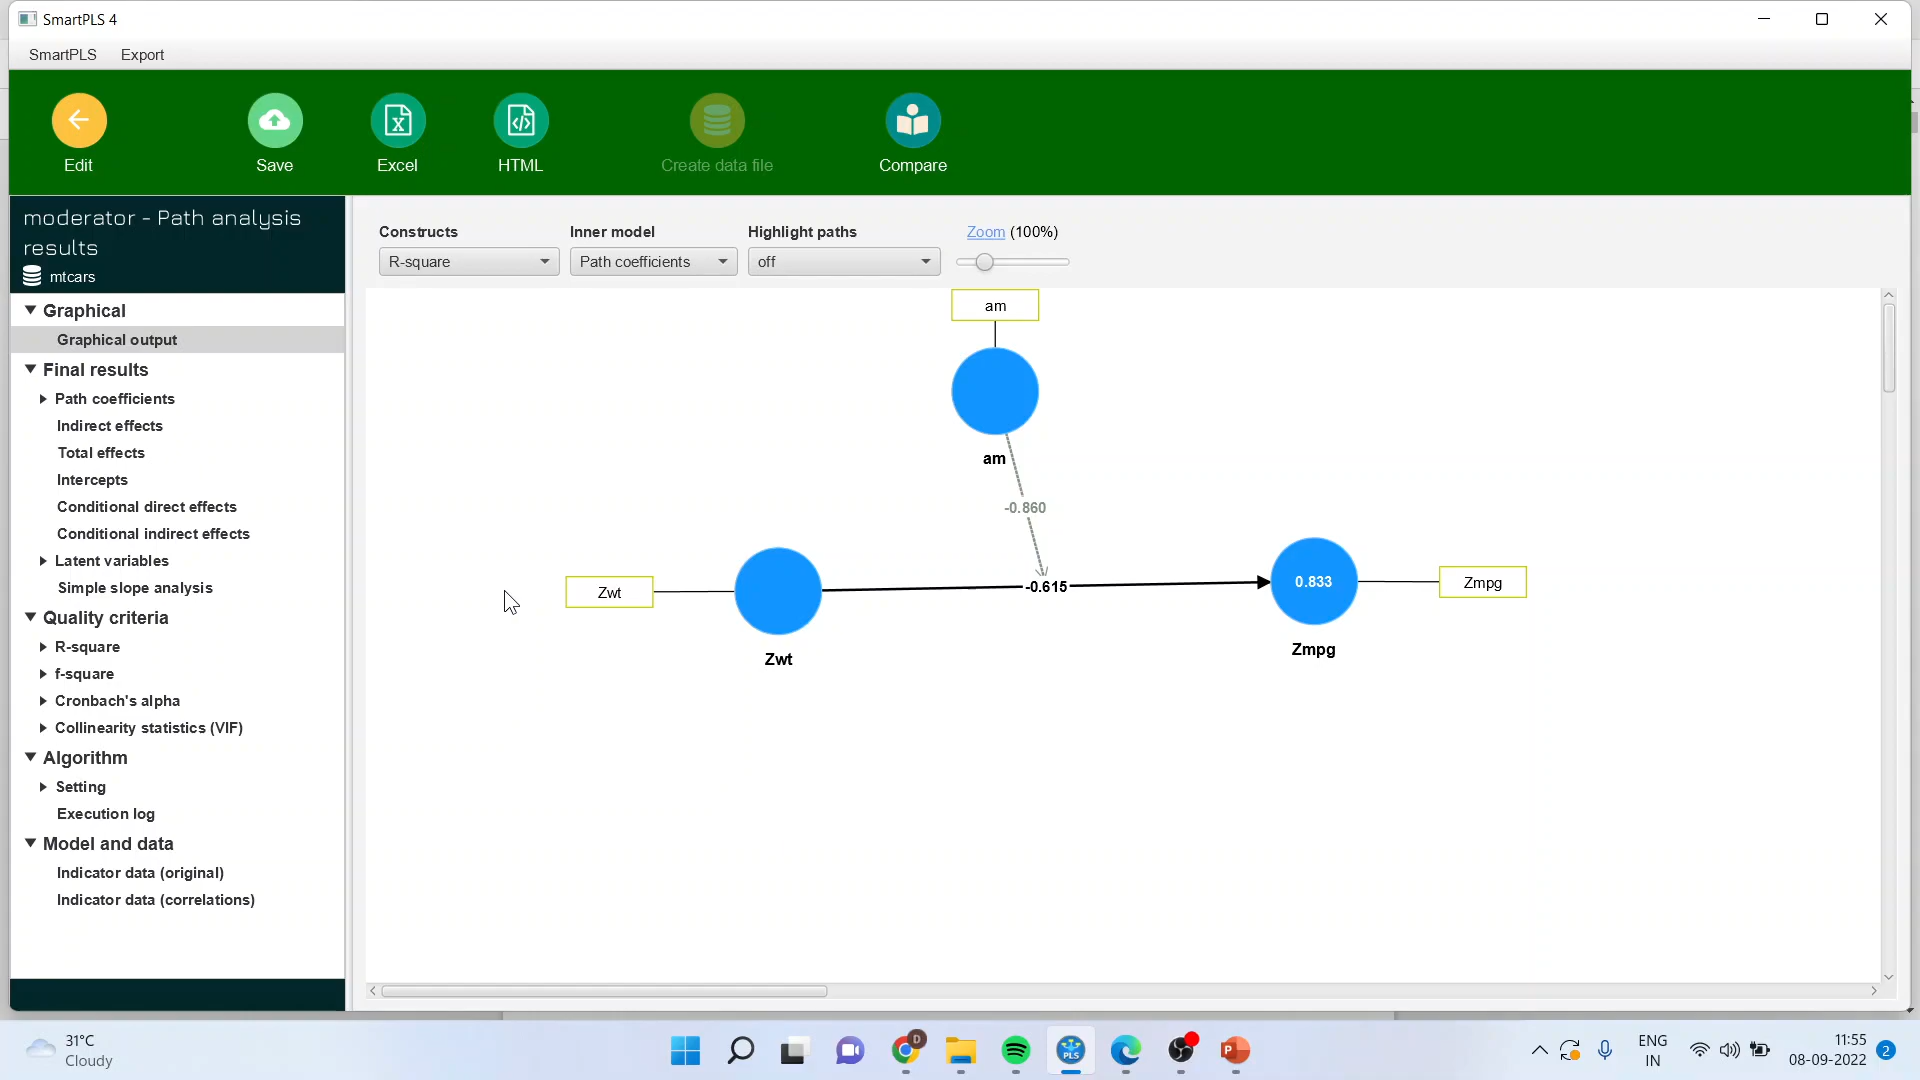 SmartPLS 4
SmartPLS Export
Edit
Save
Excel
HTML
Create data file
Compare
moderator - Path analysis
results
mtcars
Graphical
Graphical output
Final results
Path coefficients
Indirect effects
Total effects
Intercepts
Conditional direct effects
Conditional indirect effects
Latent variables
Simple slope analysis
Quality criteria
R-square
f-square
Cronbach's alpha
Collinearity statistics (VIF)
Algorithm
Setting
Execution log
Model and data
Indicator data (original)
Indicator data (correlations)
Constructs
R-square
Inner model
Path coefficients
Highlight paths
off
Zoom (100%)
am
am
-0.860
Zwt
Zwt
-0.615
0.833
Zmpg
Zmpg
31°C
Cloudy
D
PLS
P
ENG
IN
11:55
08-09-2022
2